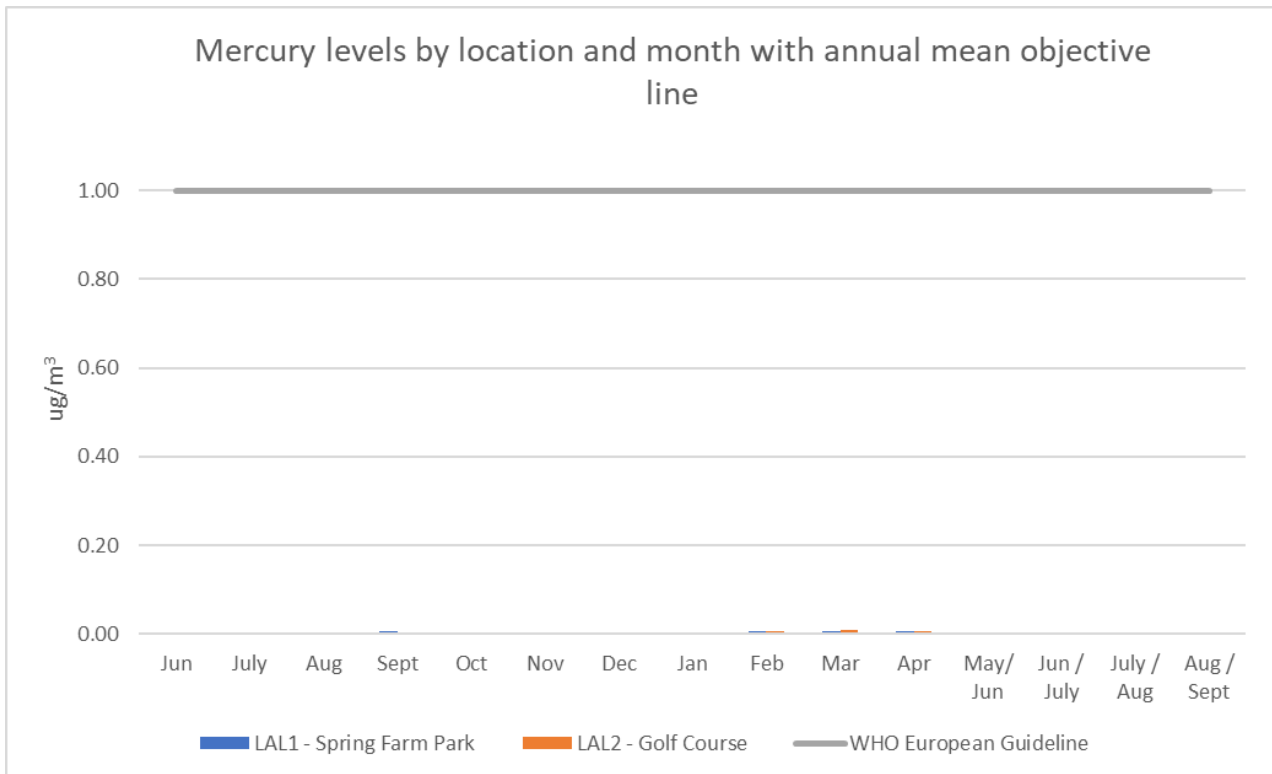 Mercury levels by location and month with annual mean objective
line
1.00
0.80
0.60
0.40
0.20
0.00
ug/m³
Jun July Aug Sept Oct Nov Dec Jan Feb Mar Apr May/ Jun / July / Aug /
Jun July Aug Sept
LAL1 - Spring Farm Park LAL2 - Golf Course WHO European Guideline